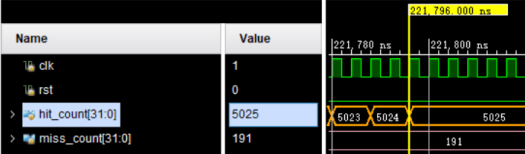 221,796.000 ns
Name Value 221,780 ns 221,800 ns
clk 1
rst 0
hit_count[31:0] 5025 5023 5024 5025
miss_count[31:0] 191 191